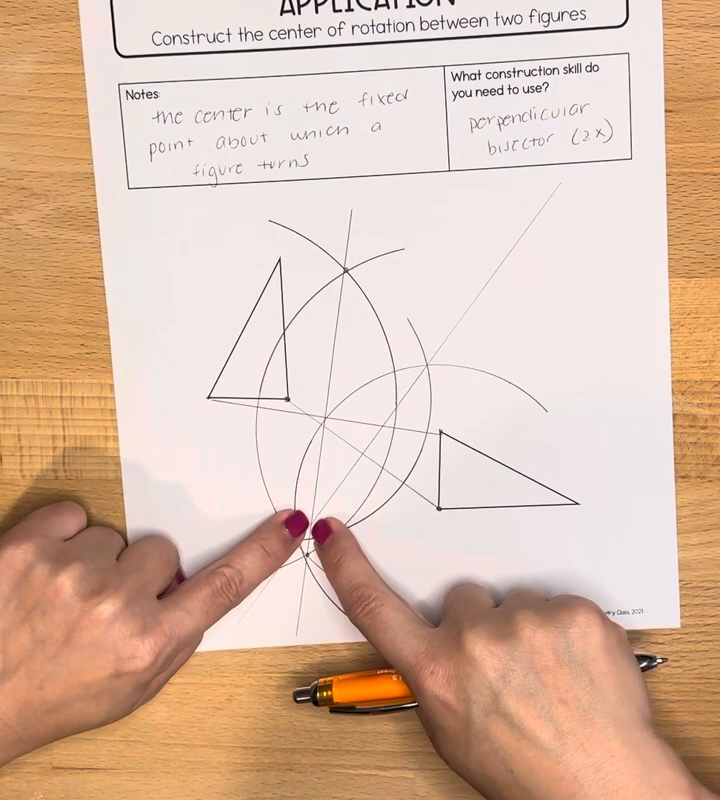 APPLICATION
Construct the center of rotation between two figures
Notes:
the center is the fixed
point about which a
figure turns
What construction skill do
you need to use?
perpendicular
bisector (2x)